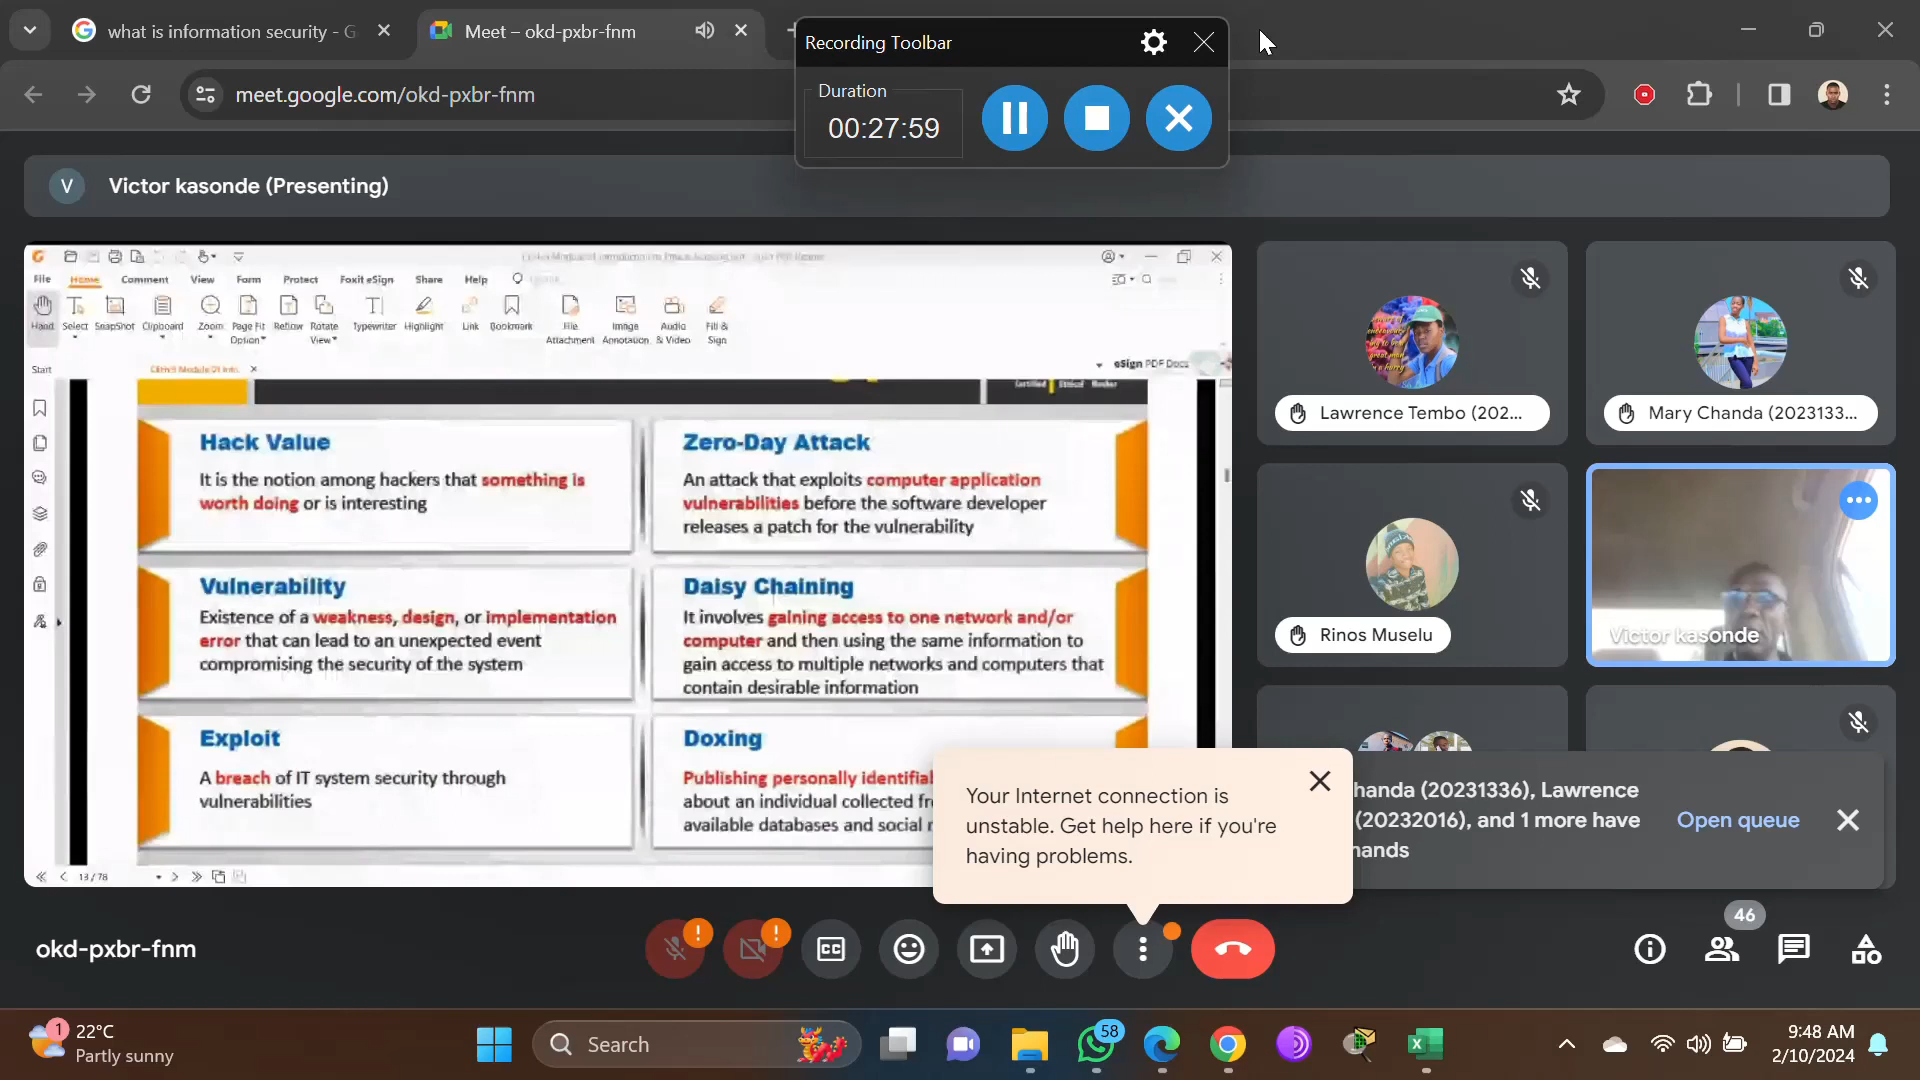 what is information security - G
Meet – okd-pxbr-fnm
Recording Toolbar
Duration
00:27:59
meet.google.com/okd-pxbr-fnm
V
Victor kasonde (Presenting)
File Home Comment View Form Protect Foxit eSign Share Help
Hand Select SnapShot Clipboard Zoom Page Fit Option Reflow Rotate View Typewriter Highlight Link Bookmark File Attachment Image Annotation Audio & Video Fill & Sign
Start
eSign PDF Docs
Certified Ethical Hacker
Hack Value
It is the notion among hackers that something is
worth doing or is interesting
Zero-Day Attack
An attack that exploits computer application
vulnerabilities before the software developer
releases a patch for the vulnerability
Vulnerability
Existence of a weakness, design, or implementation
error that can lead to an unexpected event
compromising the security of the system
Daisy Chaining
It involves gaining access to one network and/or
computer and then using the same information to
gain access to multiple networks and computers that
contain desirable information
Exploit
A breach of IT system security through
vulnerabilities
Doxing
Publishing personally identifial
about an individual collected fr
available databases and social
13 / 78
Lawrence Tembo (202...
Mary Chanda (2023133...
Rinos Muselu
Victor kasonde
Your Internet connection is
unstable. Get help here if you're
having problems.
handa (20231336), Lawrence
(20232016), and 1 more have
hands
Open queue
okd-pxbr-fnm
CC
46
1
22°C
Partly sunny
Search
58
9:48 AM
2/10/2024